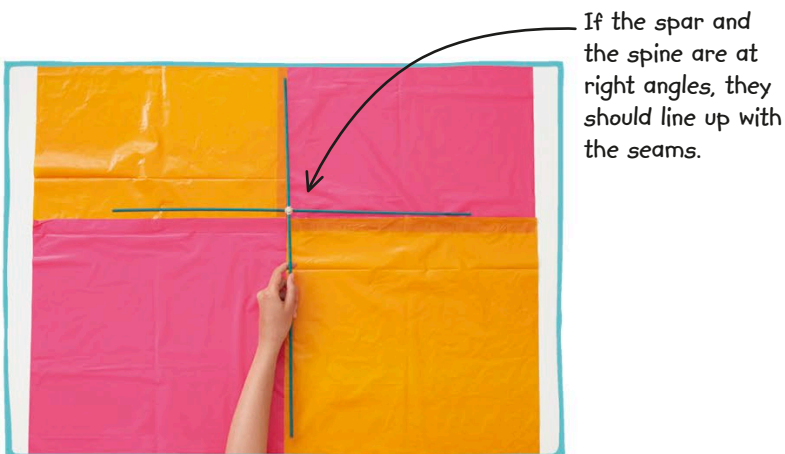 If the spar and
the spine are at
right angles, they
should line up with
the seams.